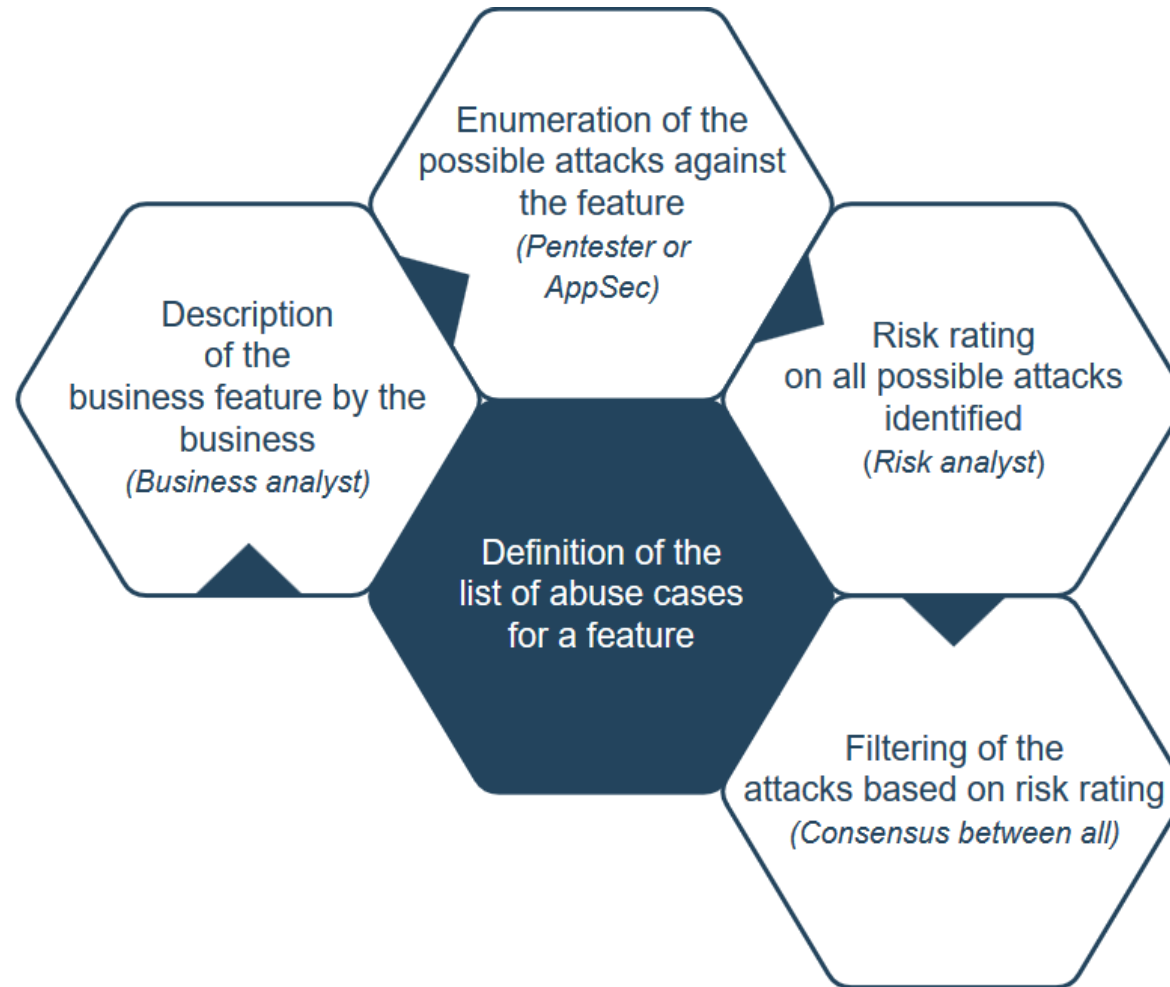 Enumeration of the
possible attacks against
the feature
(Pentester or
AppSec)
Description
of the
business feature by the
business
(Business analyst)
Risk rating
on all possible attacks
identified
(Risk analyst)
Definition of the
list of abuse cases
for a feature
Filtering of the
attacks based on risk rating
(Consensus between all)